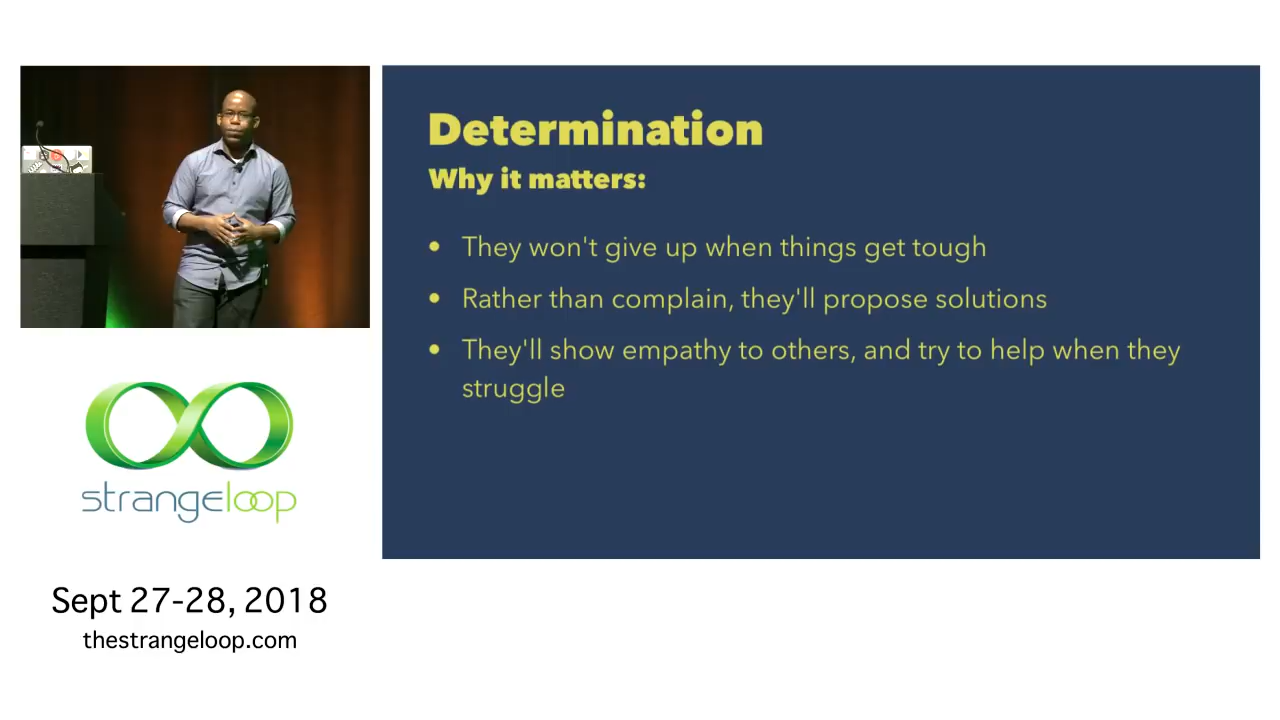 Determination
Why it matters:
• They won't give up when things get tough
• Rather than complain, they'll propose solutions
• They'll show empathy to others, and try to help when they
struggle
strangeloop
Sept 27-28, 2018
thestrangeloop.com